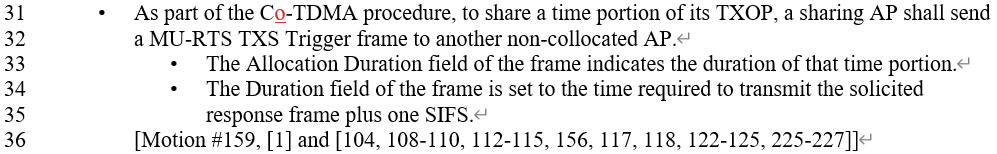 31 • As part of the Co-TDMA procedure, to share a time portion of its TXOP, a sharing AP shall send
32 a MU-RTS TXS Trigger frame to another non-collocated AP.↵
33 • The Allocation Duration field of the frame indicates the duration of that time portion.↵
34 • The Duration field of the frame is set to the time required to transmit the solicited
35 response frame plus one SIFS.↵
36 [Motion #159, [1] and [104, 108-110, 112-115, 156, 117, 118, 122-125, 225-227]]↵